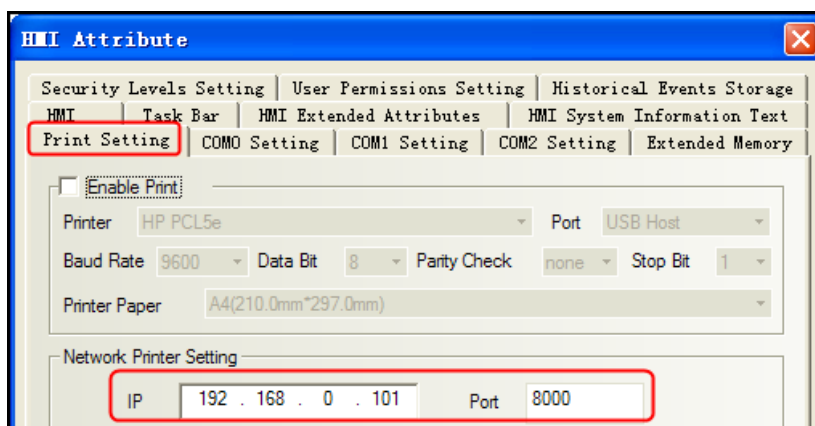 HMI Attribute
Security Levels Setting User Permissions Setting Historical Events Storage
HMI Task Bar HMI Extended Attributes HMI System Information Text
Print Setting COM0 Setting COM1 Setting COM2 Setting Extended Memory
Enable Print
Printer HP PCL5e Port USB Host
Baud Rate 9600 Data Bit 8 Parity Check none Stop Bit 1
Printer Paper A4(210.0mm*297.0mm)
Network Printer Setting
IP 192 . 168 . 0 . 101 Port 8000